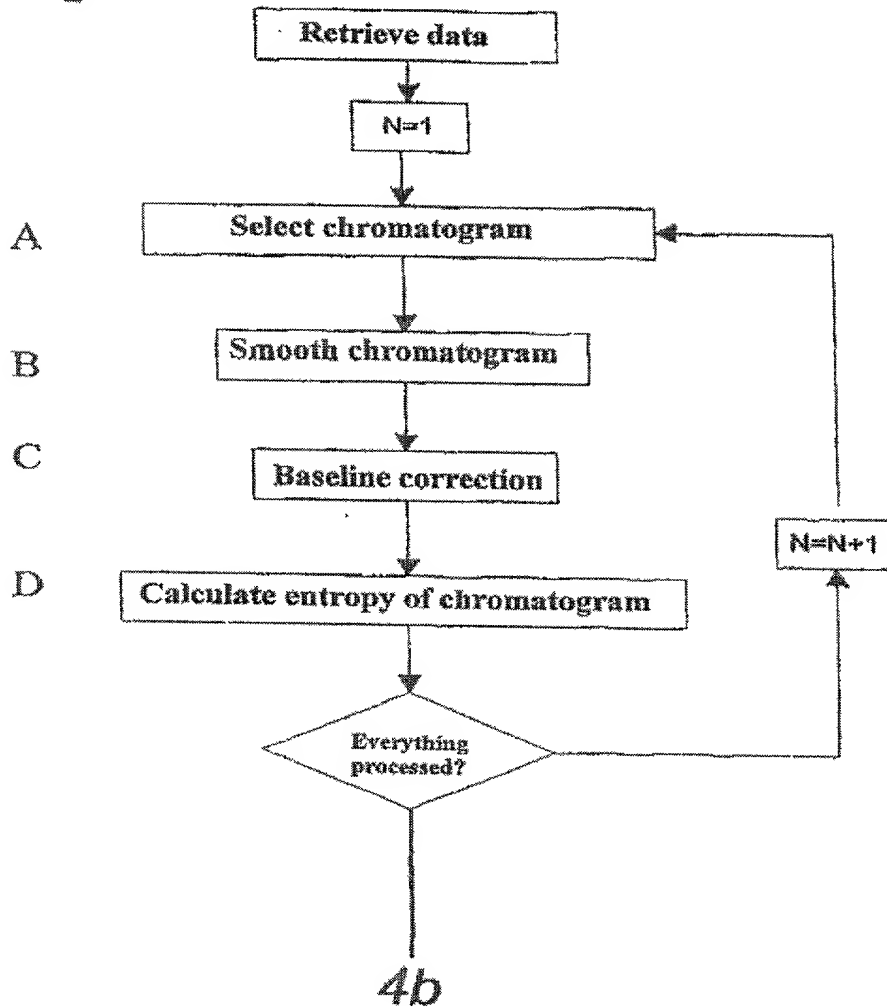 Retrieve data
N=1
A
Select chromatogram
B
Smooth chromatogram
C
Baseline correction
N=N+1
D
Calculate entropy of chromatogram
Everything
processed?
4b